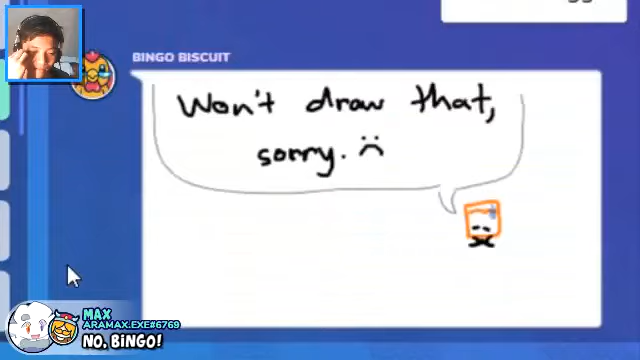 BINGO BISCUIT
Won't draw that,
sorry. :(
MAX
ARAMAX.EXE#6769
NO, BINGO!